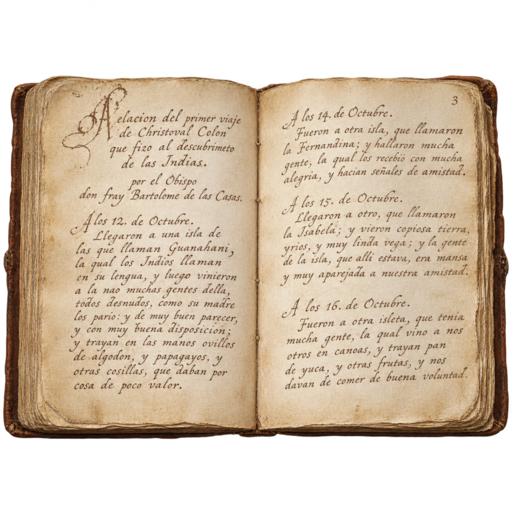 Aelacion del primer viaje
de Christoval Colon
que fizo al descubrimeto
de las Indias.
por el Obispo
don fray Bartolome de las Casas.
A los 12. de Octubre.
Llegaron a una isla de
las que llaman Guanahani,
la qual los Indios llaman
en su lengua, y luego vinieron
a la nao muchas gentes della,
todos desnudos, como su madre
los pario: y de muy buen parecer,
y con muy buena disposicion;
y trayan en las manos ovillos
de algodon, y papagayos, y
otras cosillas, que daban por
cosa de poco valor.
3
A los 14. de Octubre.
Fueron a otra isla, que llamaron
la Fernandina; y hallaron mucha
gente, la qual los recebio con mucha
alegria, y hacian señales de amistad.
A los 15. de Octubre.
Llegaron a otro, que llamaron
la Isabela; y vieron copiosa tierra,
yrios, y muy linda vega; y la gente
de la isla, que alli estava, era mansa
y muy aparejada a nuestra amistad.
A los 16. de Octubre.
Fueron a otra isleta, que tenia
mucha gente, la qual vino a nos
otros en canoas, y trayan pan
de yuca, y otras frutas, y nos
davan de comer de buena voluntad.